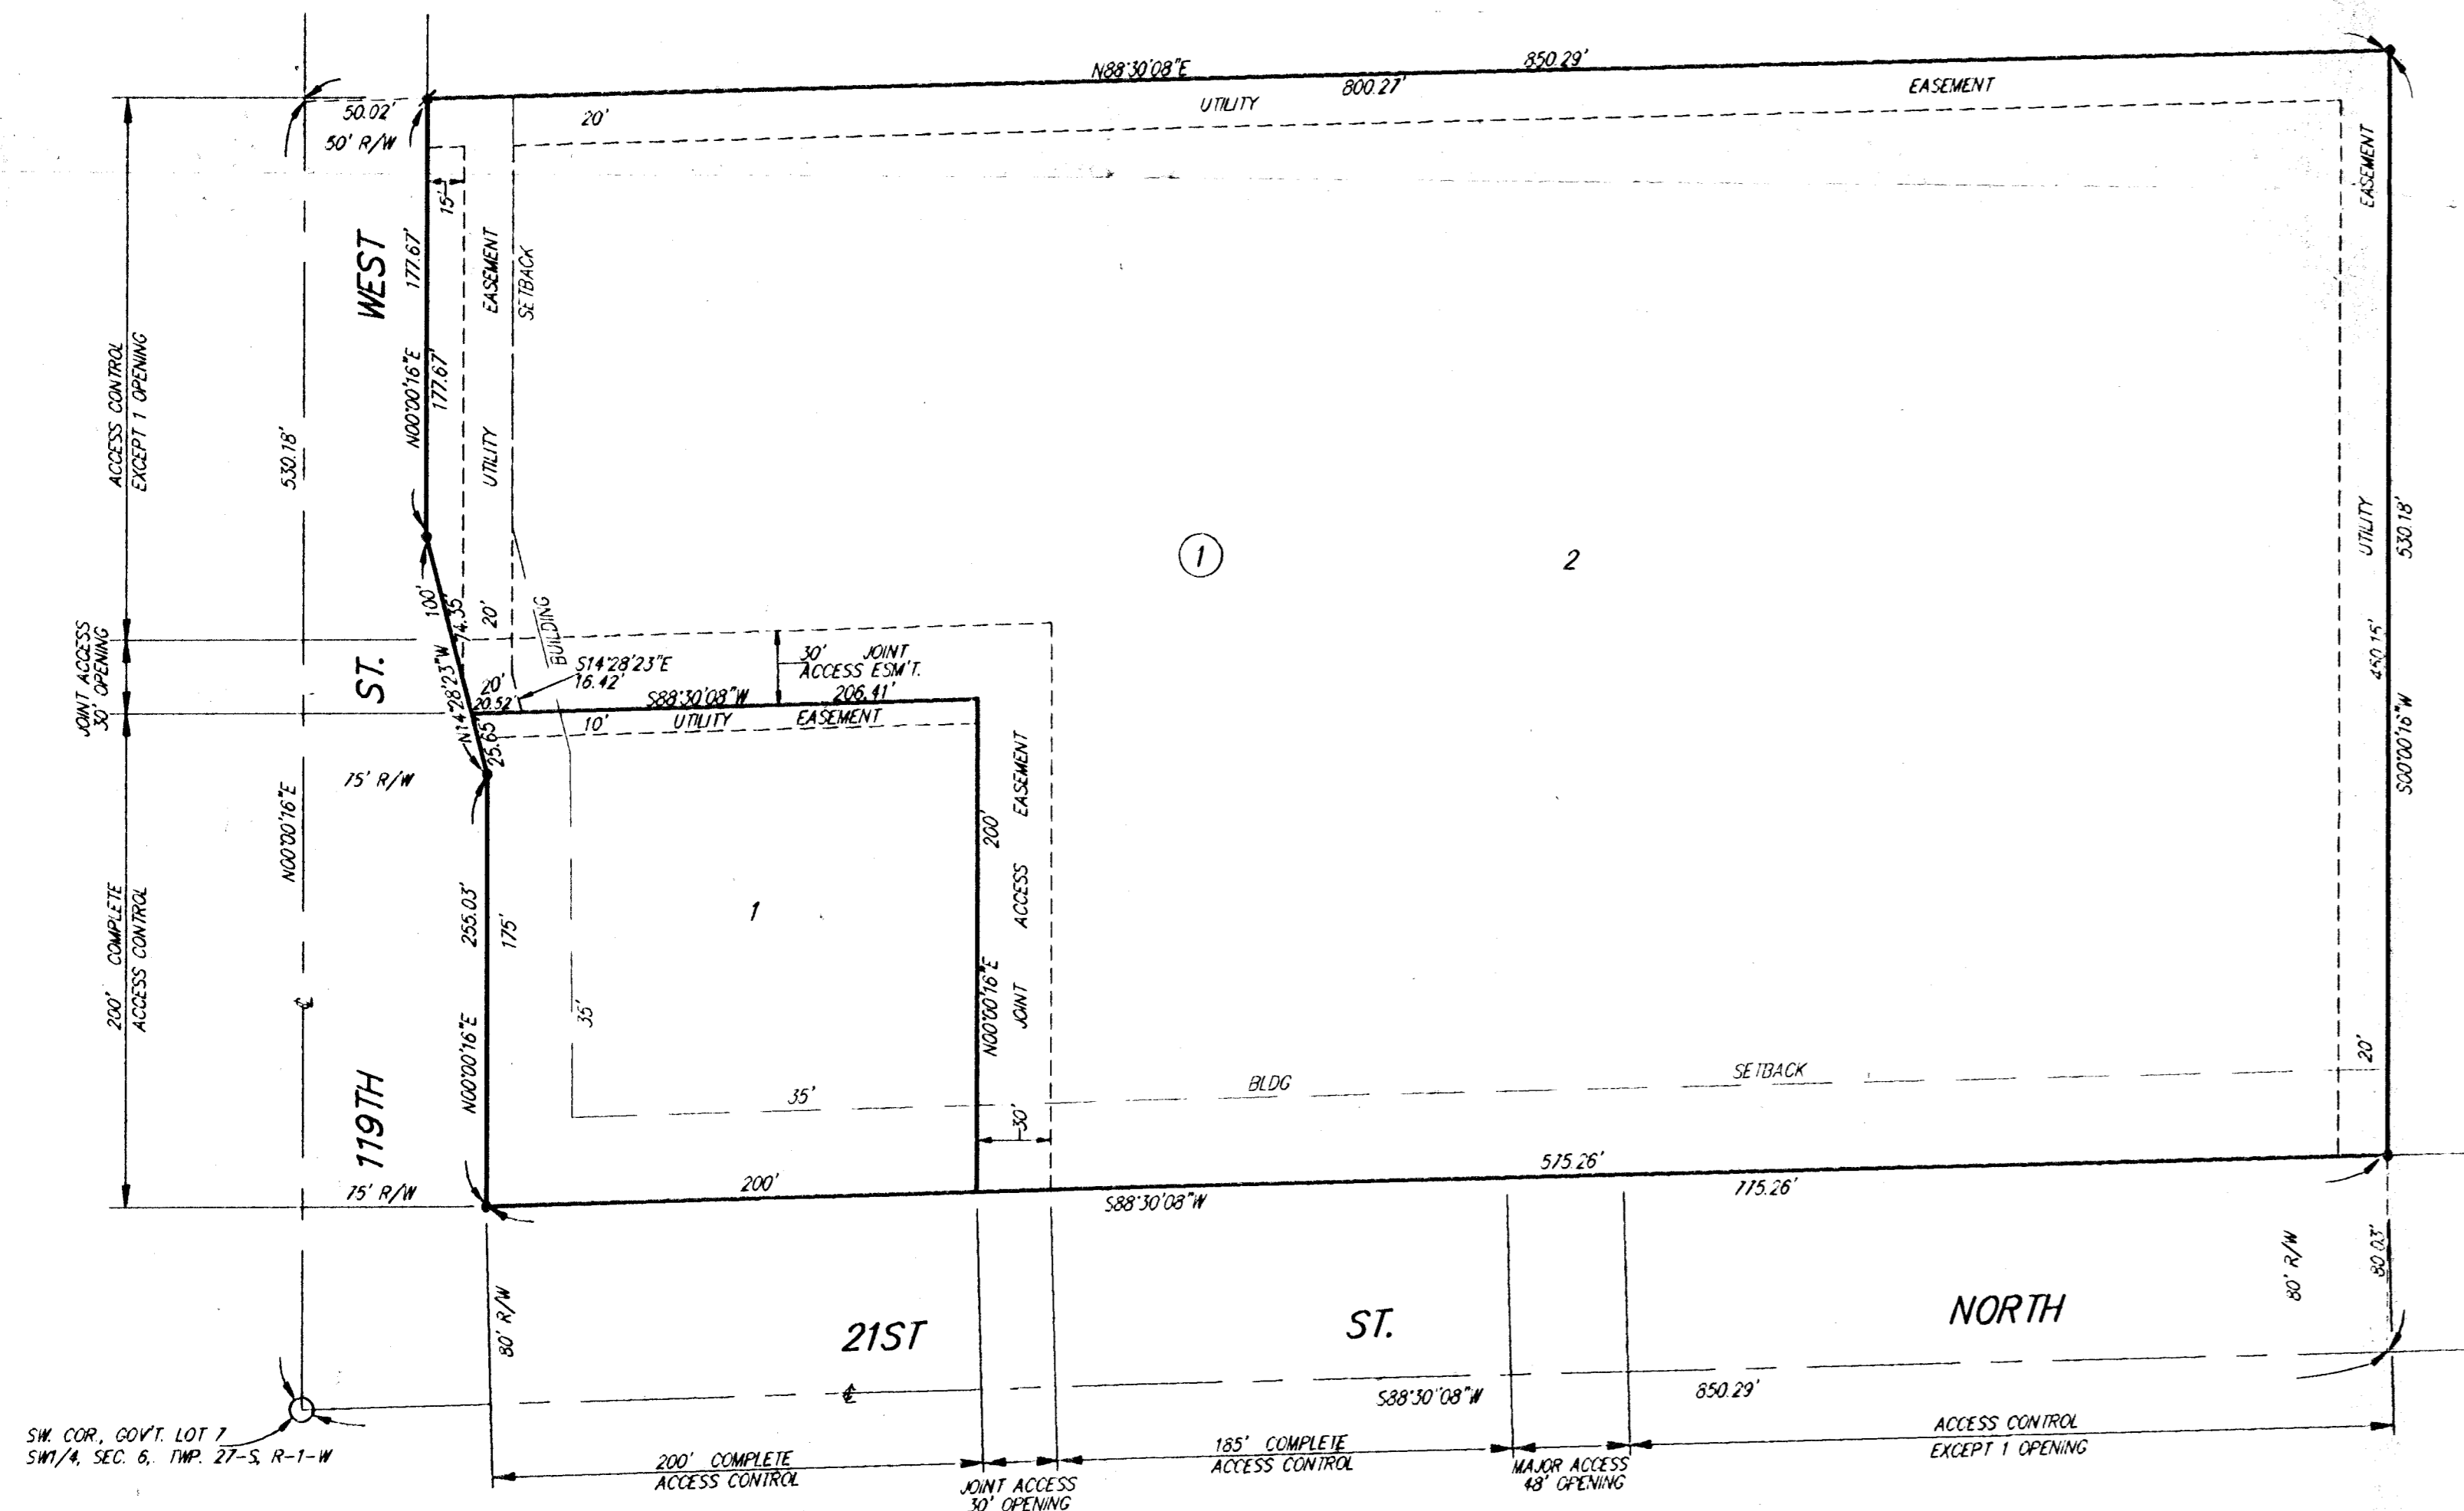 N88°30'08"E
850.29'
800.27'
UTILITY
EASEMENT
20'
50.02'
50' R/W
15'
WEST
177.67'
N00°00'16"E
177.67'
EASEMENT
UTILITY
SETBACK
BUILDING
20'
ACCESS CONTROL
EXCEPT 1 OPENING
530.18'
JOINT ACCESS
30' OPENING
100'
74.35'
N14°28'23"W
ST.
20'
20.52'
25.65'
S14°28'23"E
16.42'
S88°30'08"W
206.41'
30' JOINT
ACCESS ESM'T.
10'
UTILITY EASEMENT
75' R/W
N00°00'16"E
200' COMPLETE
ACCESS CONTROL
255.03'
175'
N00°00'16"E
119TH
75' R/W
1
35'
35'
200'
N00°00'16"E
JOINT ACCESS EASEMENT
30'
1
2
EASEMENT
UTILITY
530.18'
450.15'
S00°00'16"W
20'
BLDG SETBACK
200'
575.26'
S88°30'08"W
775.26'
80' R/W
80' R/W
80.03'
21ST ST. NORTH
℄
℄
S88°30'08"W
850.29'
SW. COR., GOV'T. LOT 7
SW1/4, SEC. 6, TWP. 27-S, R-1-W
200' COMPLETE
ACCESS CONTROL
JOINT ACCESS
30' OPENING
185' COMPLETE
ACCESS CONTROL
MAJOR ACCESS
48' OPENING
ACCESS CONTROL
EXCEPT 1 OPENING